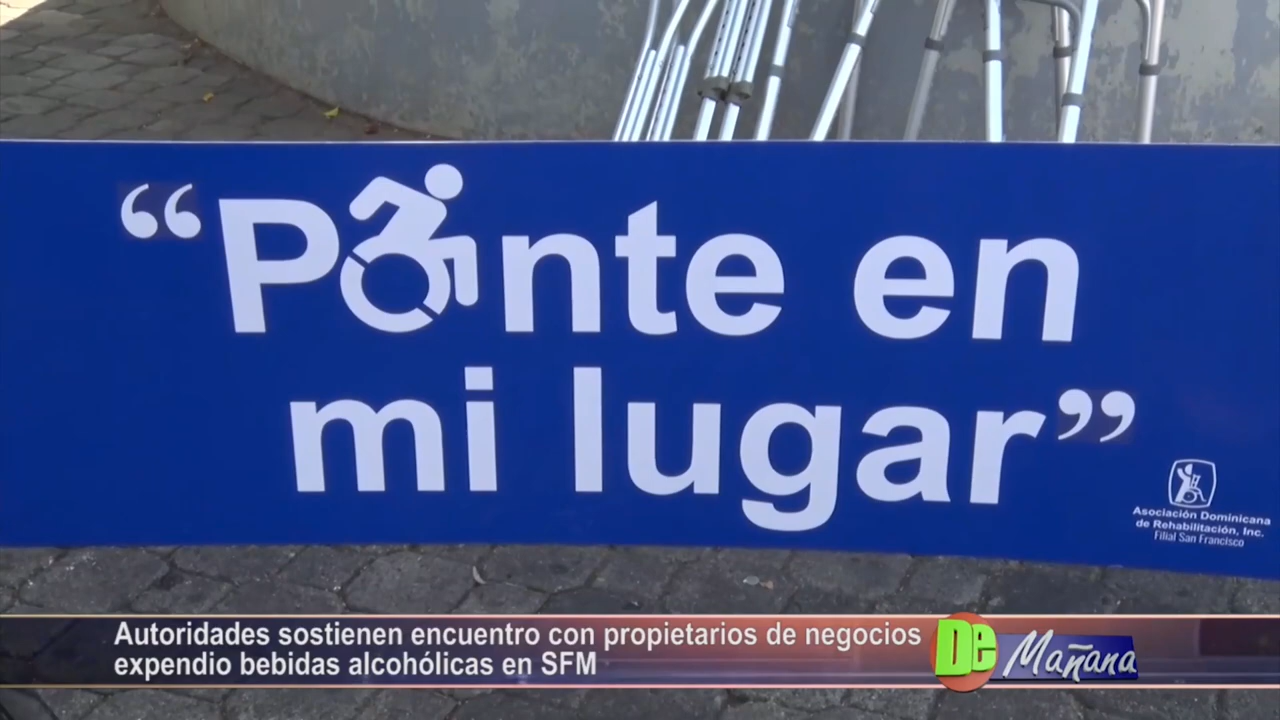 “Ponte en
mi lugar”
Asociación Dominicana
de Rehabilitación, Inc.
Filial San Francisco
Autoridades sostienen encuentro con propietarios de negocios
expendio bebidas alcohólicas en SFM
De Mañana